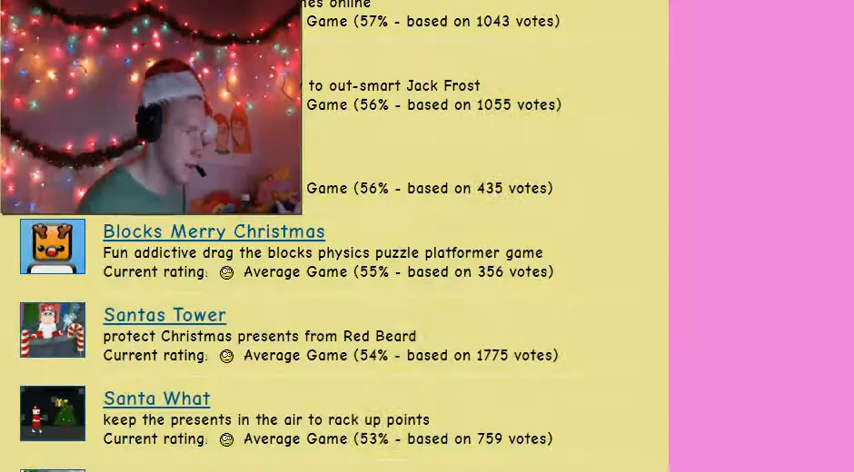 nes online
Game (57% - based on 1043 votes)
to out-smart Jack Frost
Game (56% - based on 1055 votes)
Game (56% - based on 435 votes)
Blocks Merry Christmas
Fun addictive drag the blocks physics puzzle platformer game
Current rating: Average Game (55% - based on 356 votes)
Santas Tower
protect Christmas presents from Red Beard
Current rating: Average Game (54% - based on 1775 votes)
Santa What
keep the presents in the air to rack up points
Current rating: Average Game (53% - based on 759 votes)